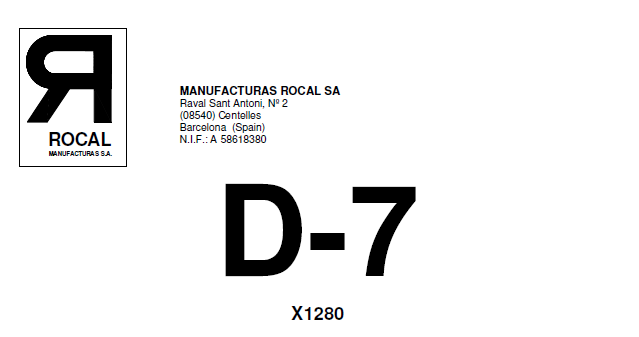 ROCAL
MANUFACTURAS S.A.
MANUFACTURAS ROCAL SA
Raval Sant Antoni, Nº 2
(08540) Centelles
Barcelona (Spain)
N.I.F.: A 58618380
D-7
X1280